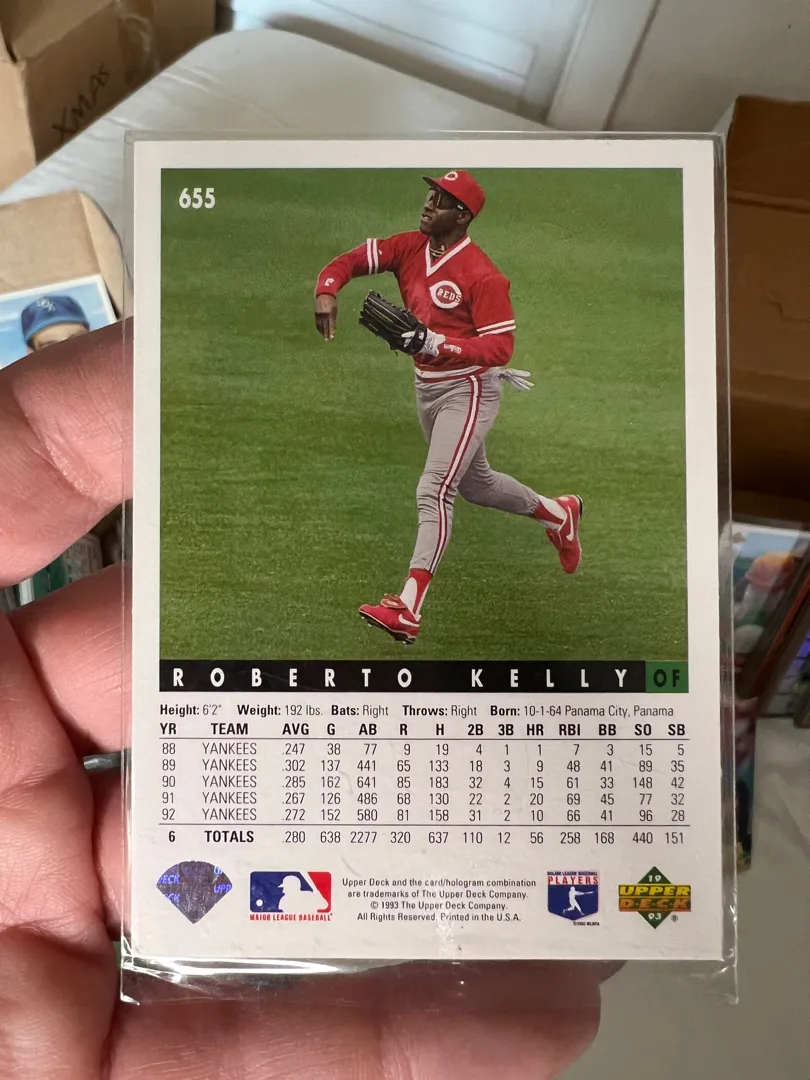 XMAS
655
REDS
ROBERTO KELLY OF
Height: 6'2" Weight: 192 lbs. Bats: Right Throws: Right Born: 10-1-64 Panama City, Panama
YR TEAM AVG G AB R H 2B 3B HR RBI BB SO SB
88 YANKEES .247 38 77 9 19 4 1 1 7 3 15 5
89 YANKEES .302 137 441 65 133 18 3 9 48 41 89 35
90 YANKEES .285 162 641 85 183 32 4 15 61 33 148 42
91 YANKEES .267 126 486 68 130 22 2 20 69 45 77 32
92 YANKEES .272 152 580 81 158 31 2 10 66 41 96 28
6 TOTALS .280 638 2277 320 637 110 12 56 258 168 440 151
MAJOR LEAGUE BASEBALL
Upper Deck and the card/hologram combination
are trademarks of The Upper Deck Company.
© 1993 The Upper Deck Company.
All Rights Reserved. Printed in the U.S.A.
MAJOR LEAGUE BASEBALL
PLAYERS
19
UPPER
DECK
93 ®